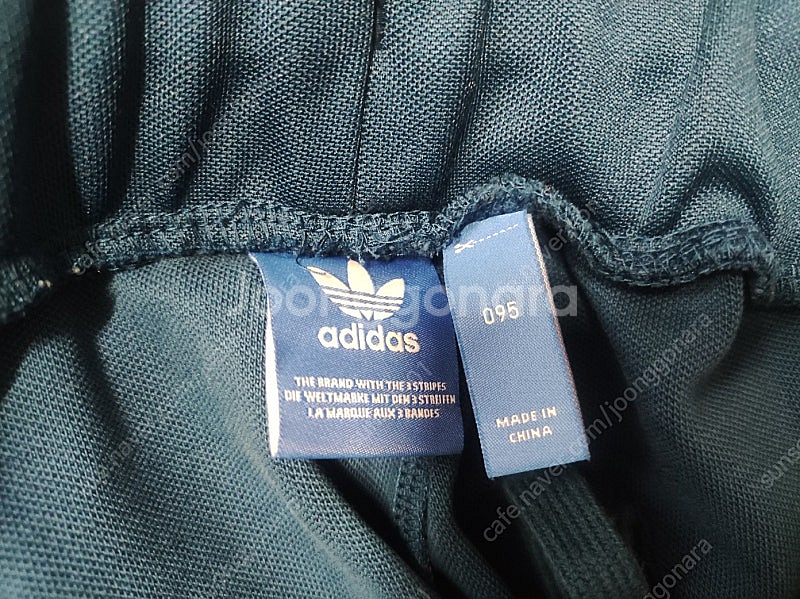 adidas
THE BRAND WITH THE 3 STRIPES
DIE WELTMARKE MIT DEN 3 STREIFEN
LA MARQUE AUX 3 BANDES
095
MADE IN
CHINA
Joonggonara
cafe.naver.com/joonggonara